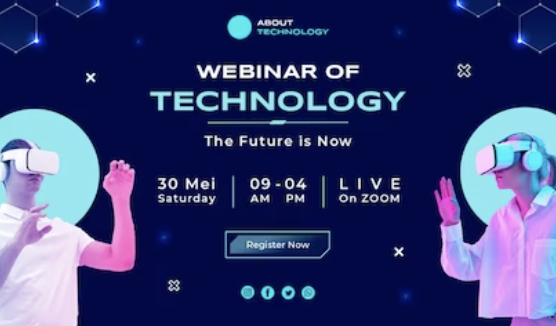 ABOUT
TECHNOLOGY
WEBINAR OF
TECHNOLOGY
The Future is Now
30 Mei
Saturday
09 - 04
AM PM
LIVE
On ZOOM
Register Now